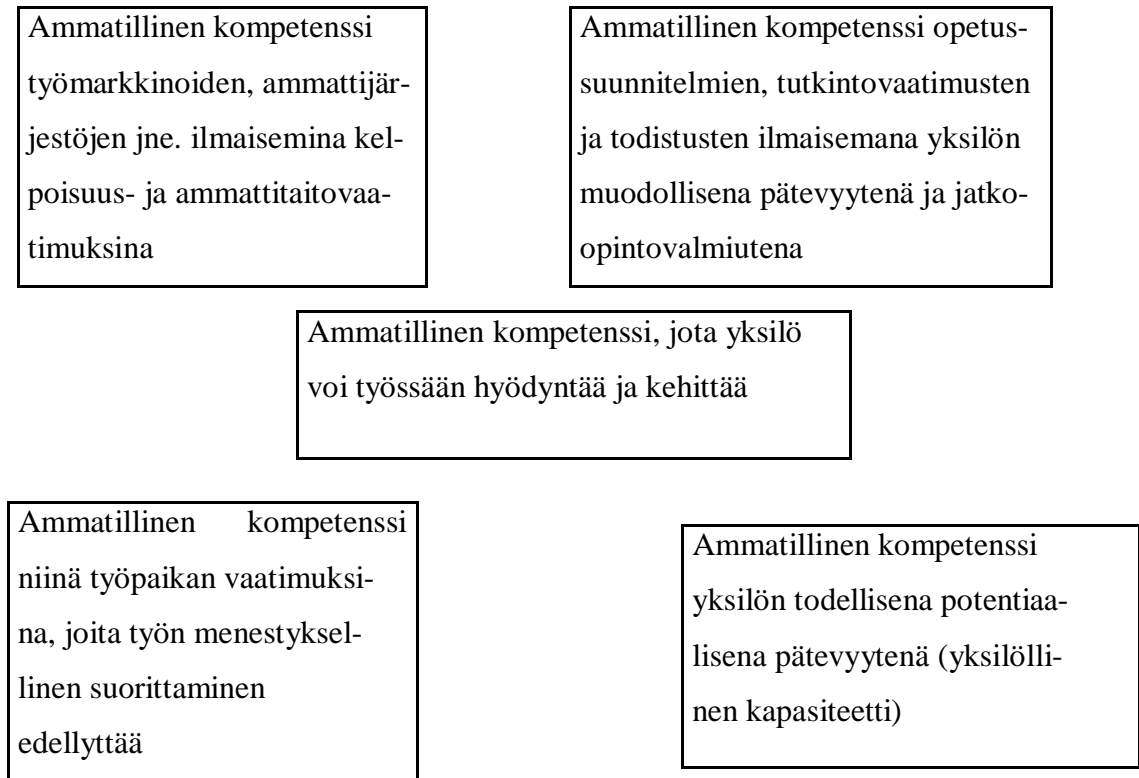 Ammatillinen kompetenssi
työmarkkinoiden, ammattijär-
jestöjen jne. ilmaisemina kel-
poisuus- ja ammattitaitovaa-
timuksina
Ammatillinen kompetenssi opetus-
suunnitelmien, tutkintovaatimusten
ja todistusten ilmaisemana yksilön
muodollisena pätevyytenä ja jatko-
opintovalmiutena
Ammatillinen kompetenssi, jota yksilö
voi työssään hyödyntää ja kehittää
Ammatillinen kompetenssi
niinä työpaikan vaatimuksi-
na, joita työn menestyksel-
linen suorittaminen
edellyttää
Ammatillinen kompetenssi
yksilön todellisena potentiaa-
lisena pätevyytenä (yksilölli-
nen kapasiteetti)